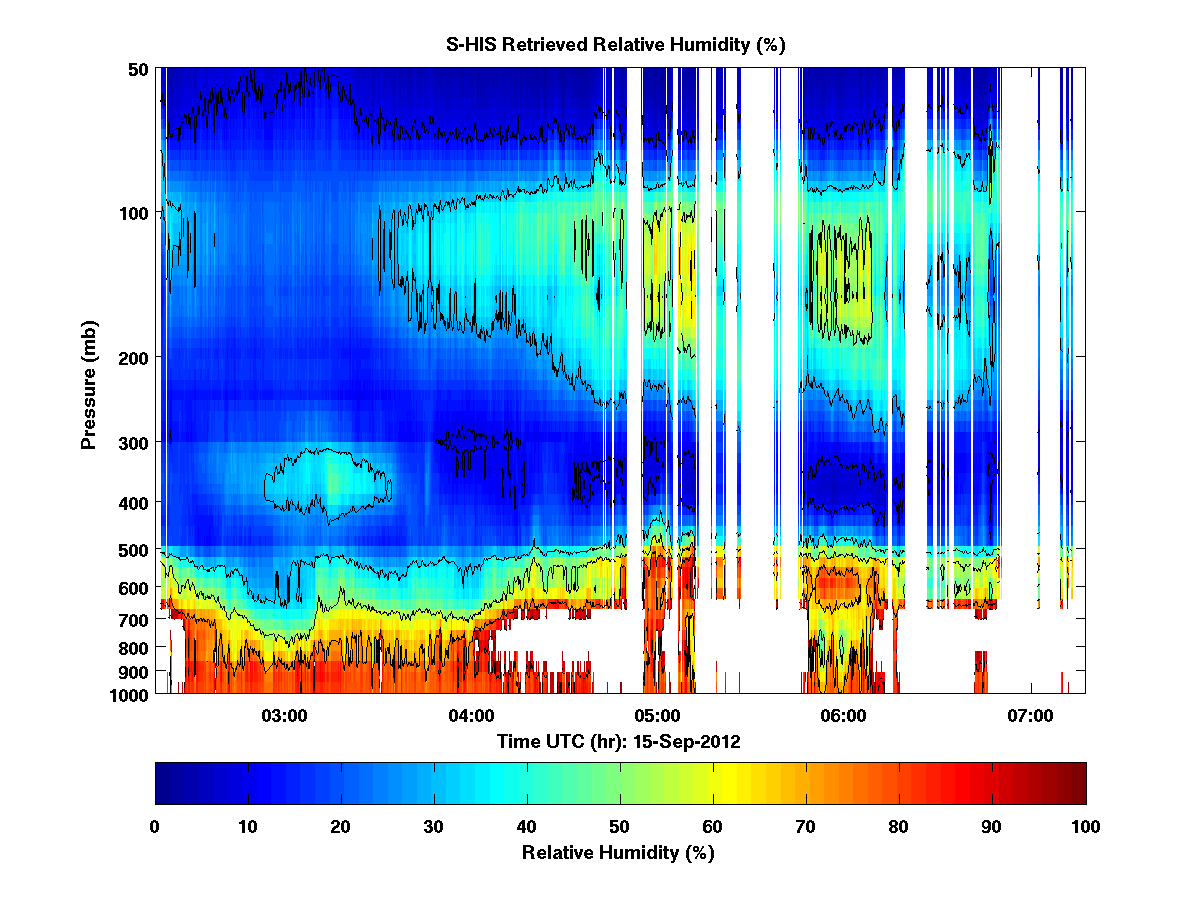 S-HIS Retrieved Relative Humidity (%)
50
100
200
300
400
500
600
700
800
900
1000
Pressure (mb)
03:00 04:00 05:00 06:00 07:00
Time UTC (hr): 15-Sep-2012
0 10 20 30 40 50 60 70 80 90 100
Relative Humidity (%)